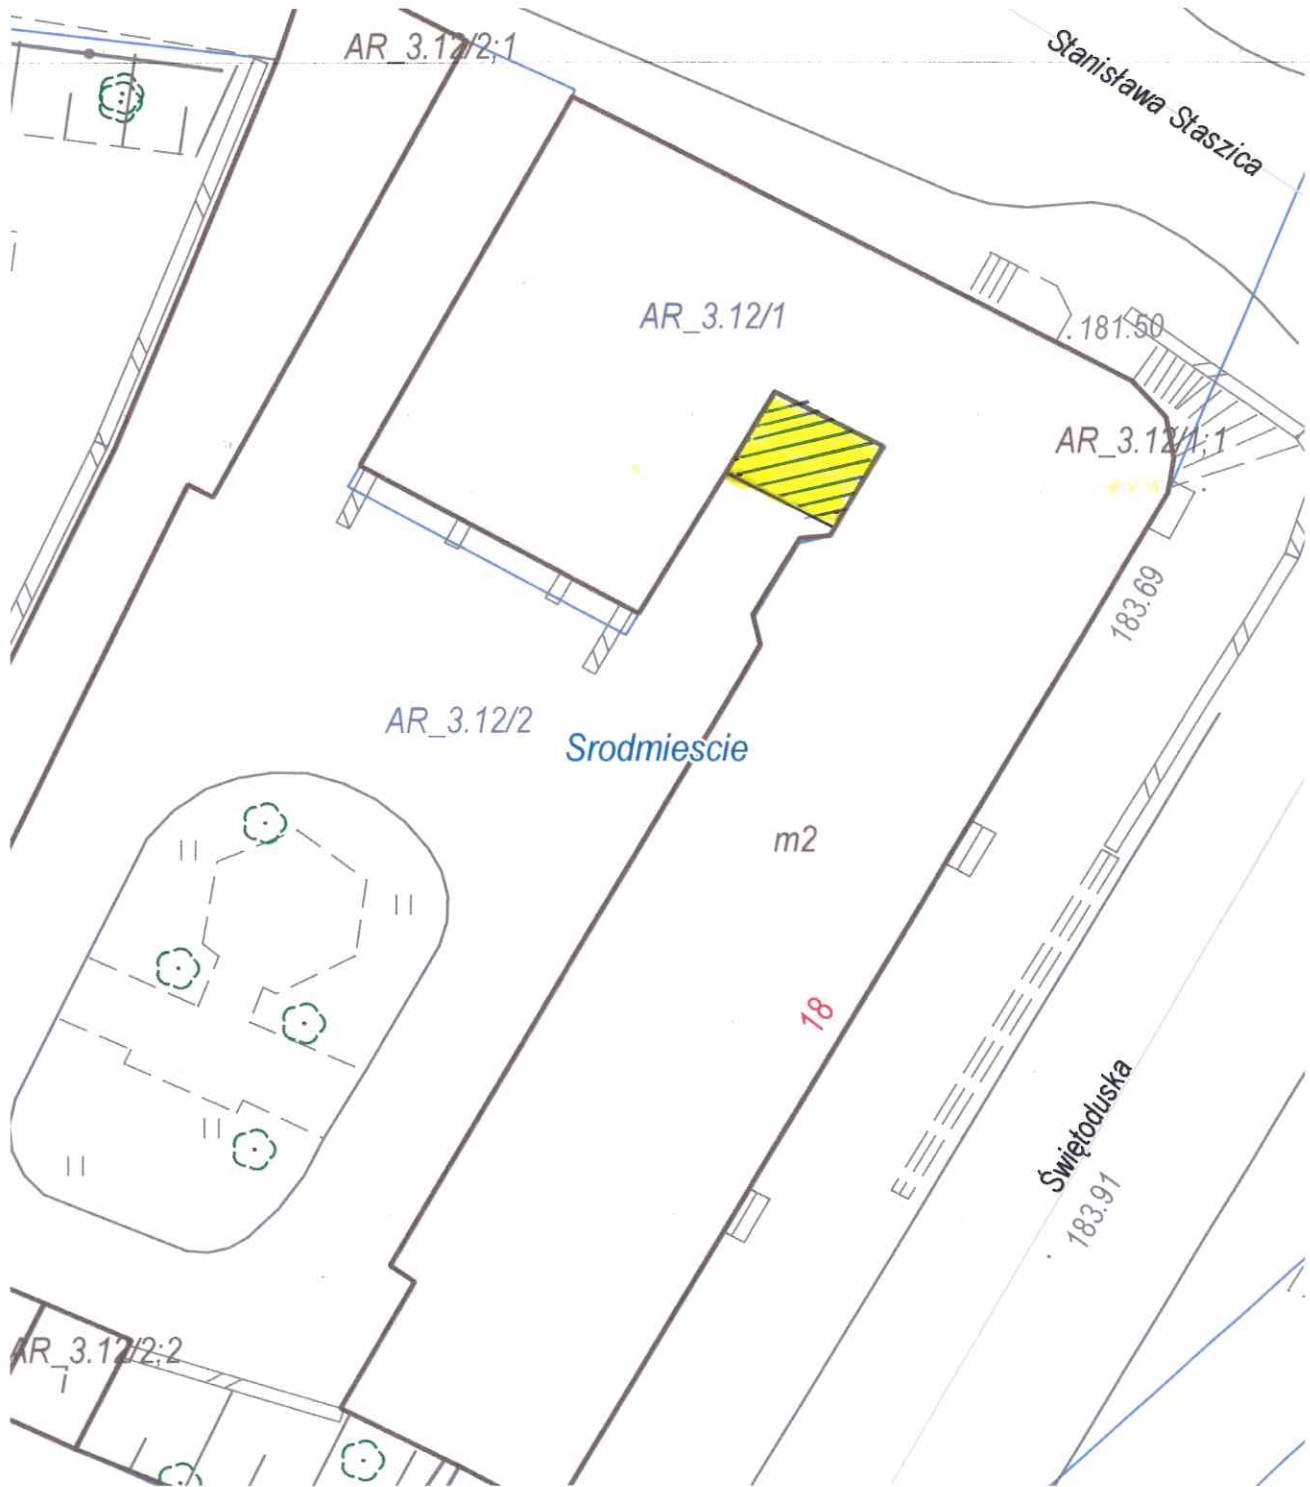 AR_3.12/2;1
Stanisława Staszica
AR_3.12/1
181.50
AR_3.12/1;1
183.69
AR_3.12/2
Srodmiescie
m2
18
Świętoduska
183.91
AR_3.12/2;2
i